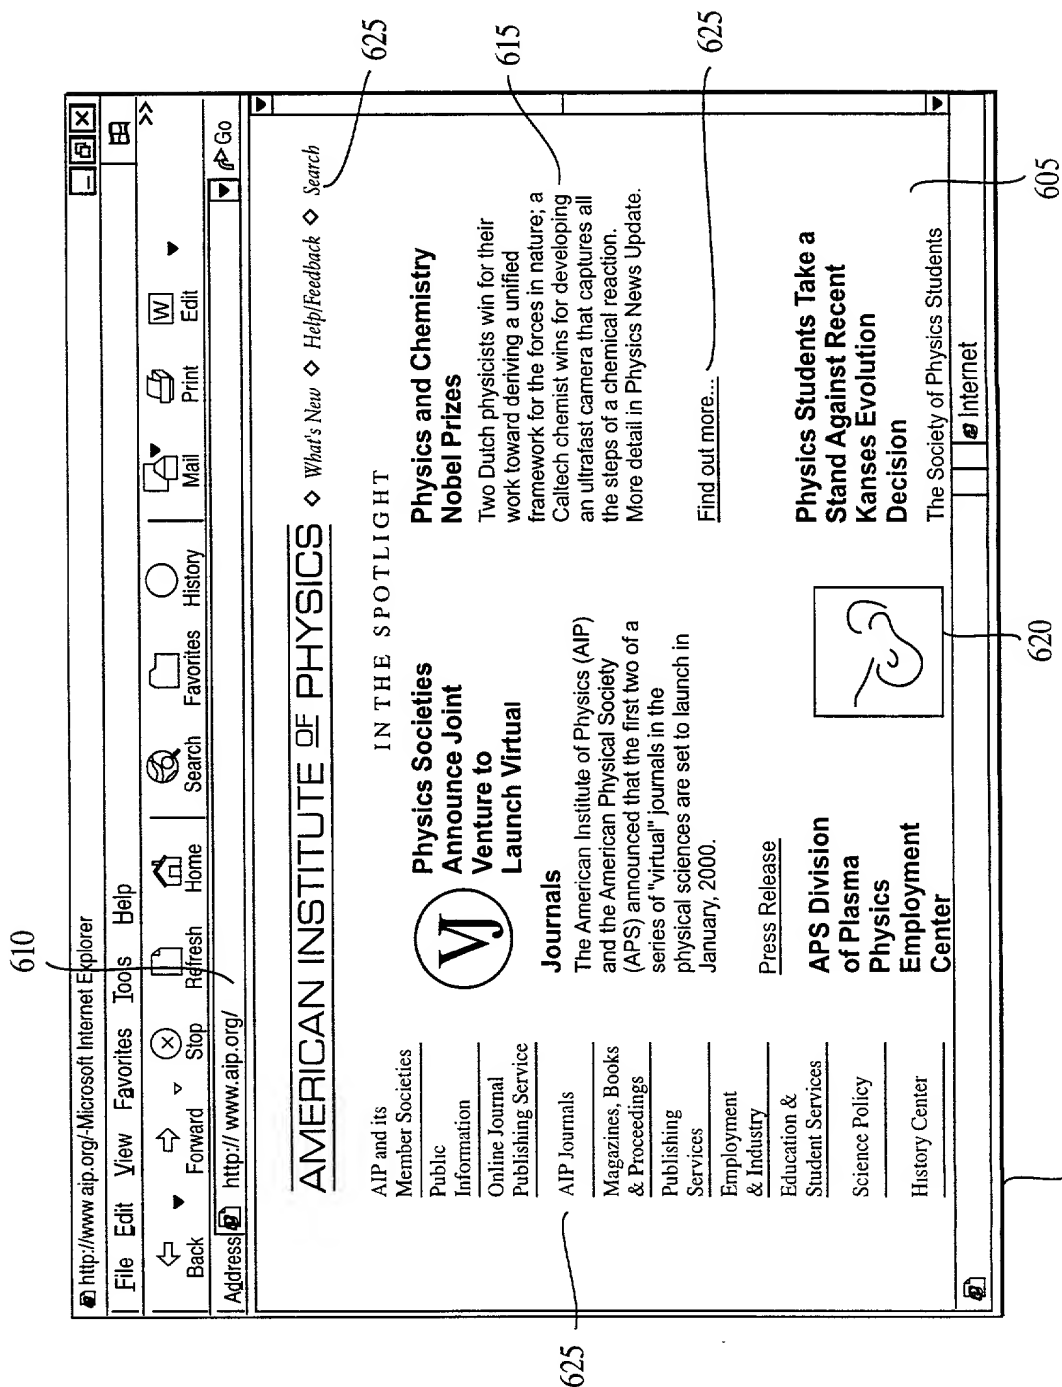 610
http://www aip.org/-Microsoft Internet Explorer
File Edit View Favorites Tools Help
Back Forward Stop Refresh Home Search Favorites History Mail Print Edit
W
>>
Address http:// www.aip.org/ Go
AMERICAN INSTITUTE OF PHYSICS ◇ What's New ◇ Help/Feedback ◇ Search
625
IN THE SPOTLIGHT
AIP and its
Member Societies
Public
Information
Online Journal
Publishing Service
AIP Journals
Magazines, Books
& Proceedings
Publishing
Services
Employment
& Industry
Education &
Student Services
Science Policy
History Center
625
VJ
Physics Societies
Announce Joint
Venture to
Launch Virtual
Journals
The American Institute of Physics (AIP)
and the American Physical Society
(APS) announced that the first two of a
series of "virtual" journals in the
physical sciences are set to launch in
January, 2000.
Press Release
APS Division
of Plasma
Physics
Employment
Center
620
Physics and Chemistry
Nobel Prizes
Two Dutch physicists win for their
work toward deriving a unified
framework for the forces in nature; a
Caltech chemist wins for developing
an ultrafast camera that captures all
the steps of a chemical reaction.
More detail in Physics News Update.
615
Find out more...
625
Physics Students Take a
Stand Against Recent
Kanses Evolution
Decision
The Society of Physics Students
605
Internet